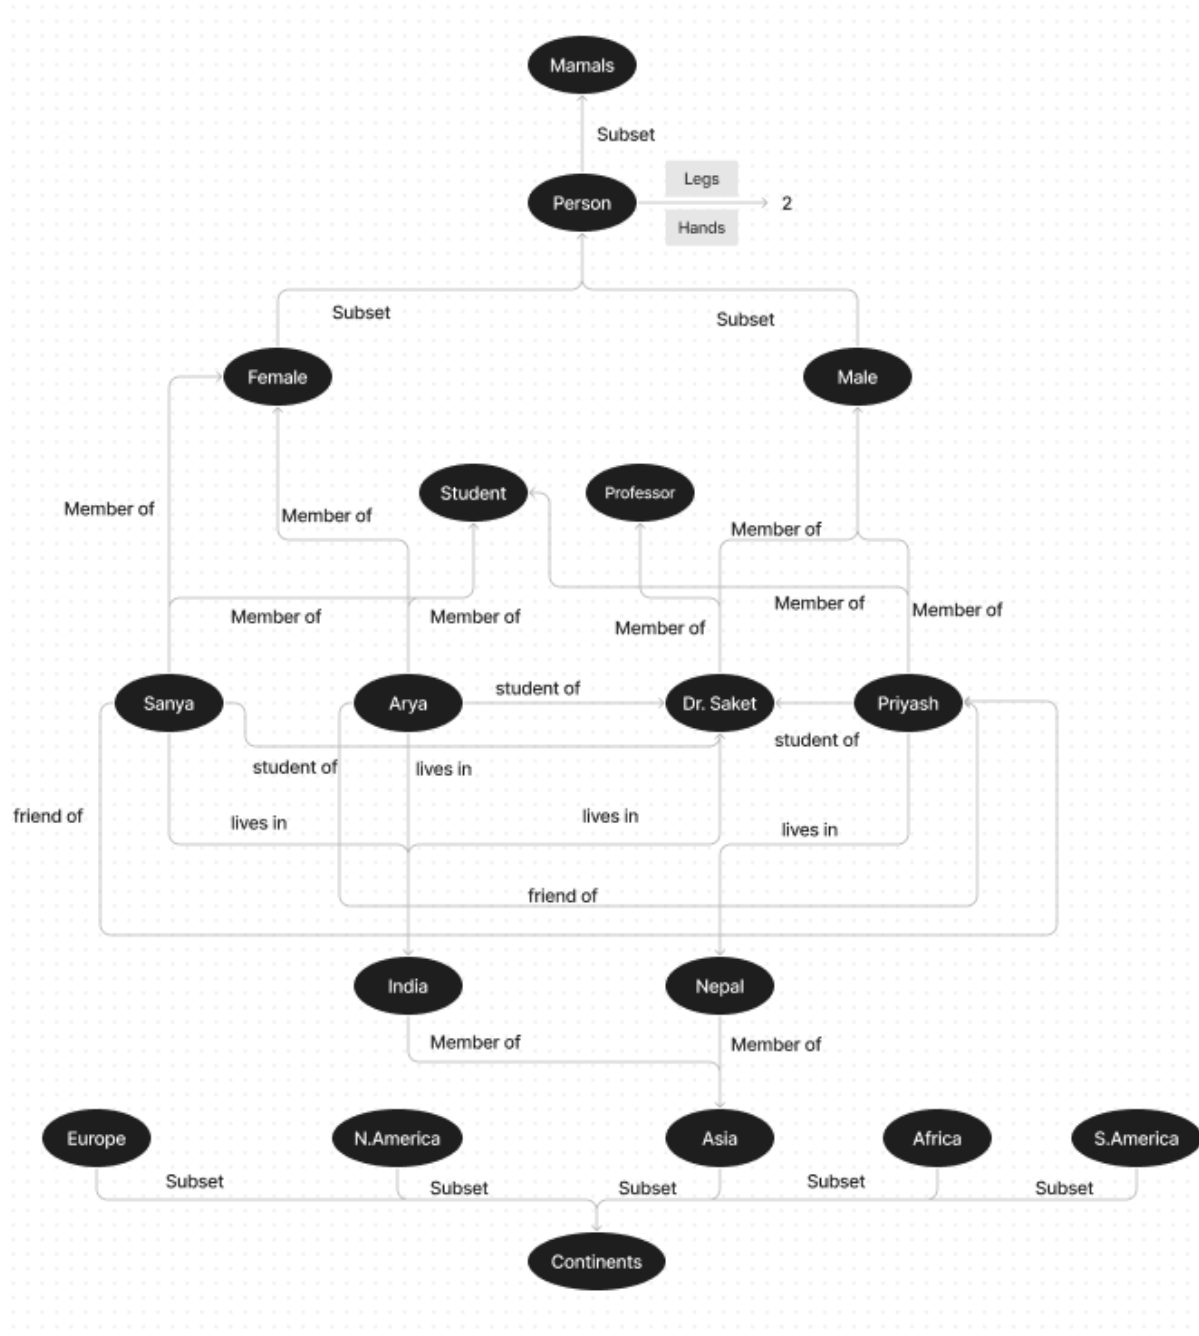 Mamals
Subset
Person
Legs
2
Hands
Subset
Subset
Female
Male
Student
Professor
Member of
Member of
Member of
Member of
Member of
Member of
Member of
Member of
Sanya
Arya
student of
Dr. Saket
Priyash
student of
student of
lives in
friend of
lives in
lives in
lives in
friend of
India
Nepal
Member of
Member of
Europe
N.America
Asia
Africa
S.America
Subset
Subset
Subset
Subset
Subset
Continents